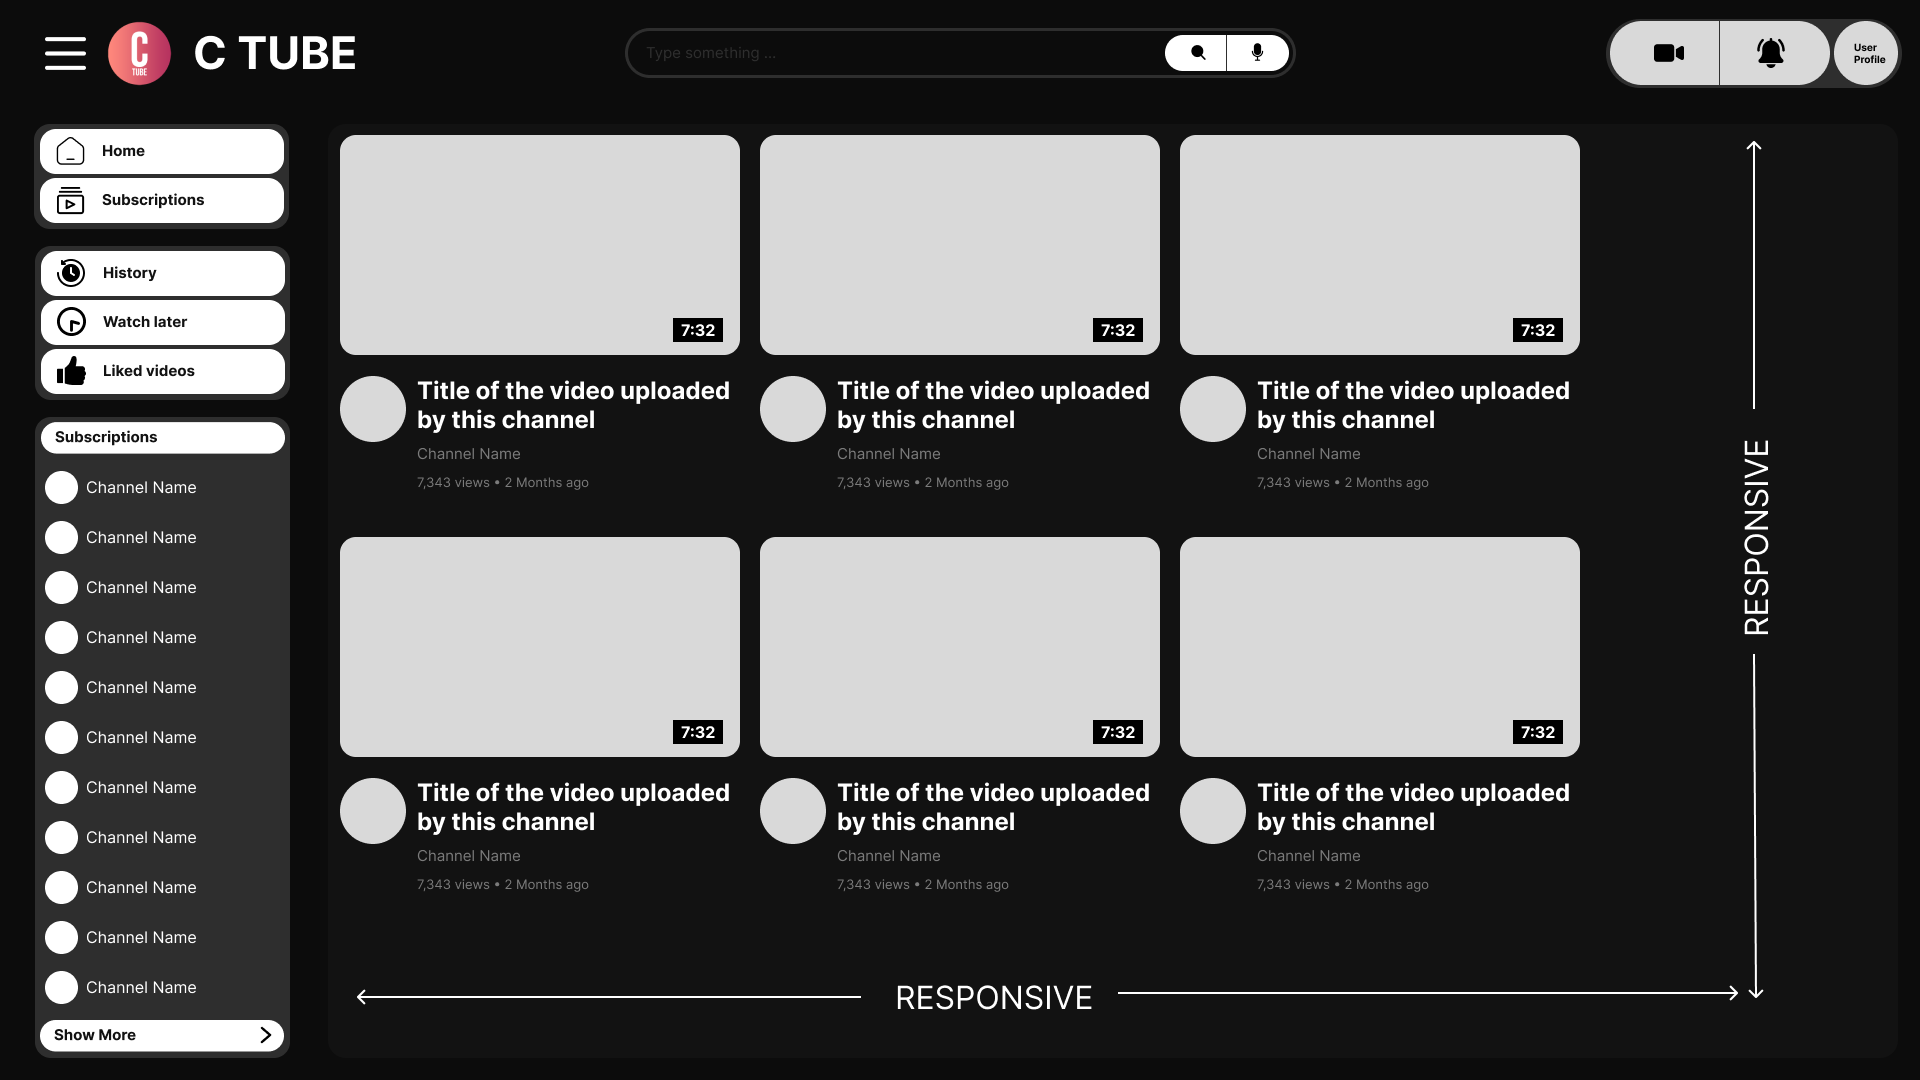 C
TUBE
C TUBE
Type something ...
User
Profile
Home
Subscriptions
History
Watch later
Liked videos
Subscriptions
Channel Name
Channel Name
Channel Name
Channel Name
Channel Name
Channel Name
Channel Name
Channel Name
Channel Name
Channel Name
Channel Name
Show More
7:32
Title of the video uploaded
by this channel
Channel Name
7,343 views • 2 Months ago
7:32
Title of the video uploaded
by this channel
Channel Name
7,343 views • 2 Months ago
7:32
Title of the video uploaded
by this channel
Channel Name
7,343 views • 2 Months ago
7:32
Title of the video uploaded
by this channel
Channel Name
7,343 views • 2 Months ago
7:32
Title of the video uploaded
by this channel
Channel Name
7,343 views • 2 Months ago
7:32
Title of the video uploaded
by this channel
Channel Name
7,343 views • 2 Months ago
RESPONSIVE
RESPONSIVE